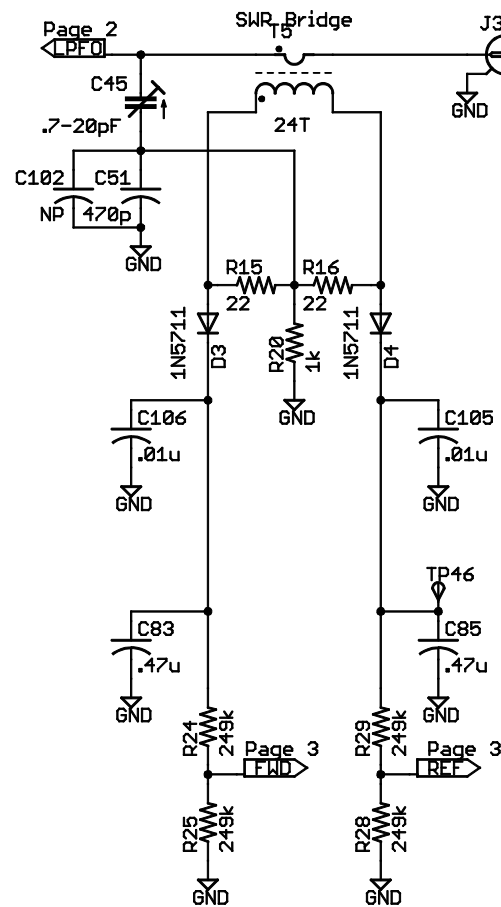 SWR Bridge
Page 2
T5
J3
LPFO
C45
GND
.7-20pF
24T
C102
C51
NP
470p
GND
R15
R16
22
22
1N5711
D3
R20
1k
1N5711
D4
GND
C106
.01u
C105
.01u
GND
GND
TP46
C83
.47u
C85
.47u
GND
GND
R24
249k
R29
249k
Page 3
FWD
Page 3
REF
R25
249k
R28
249k
GND
GND